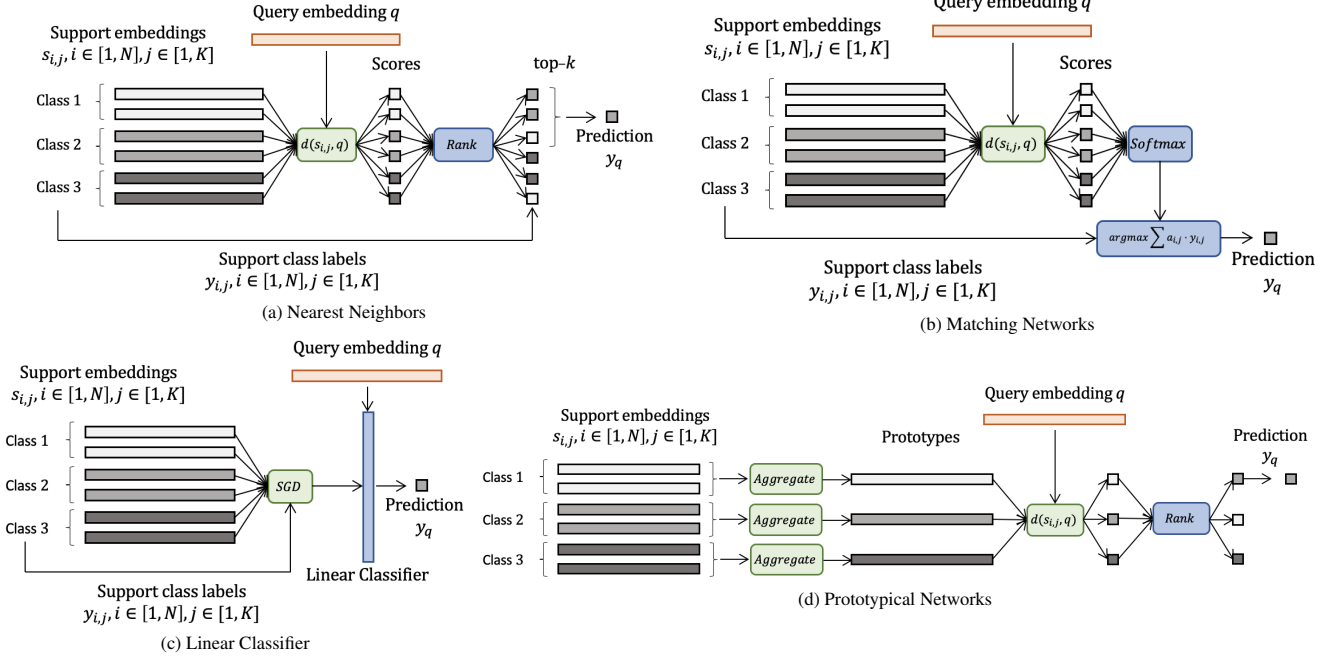 Query embedding q
Support embeddings
s_{i,j}, i ∈ [1, N], j ∈ [1, K]
Scores
top-k
Class 1
Class 2
Class 3
d(s_{i,j}, q)
Rank
Prediction
y_q
Support class labels
y_{i,j}, i ∈ [1, N], j ∈ [1, K]
(a) Nearest Neighbors
Query embedding q
Support embeddings
s_{i,j}, i ∈ [1, N], j ∈ [1, K]
Scores
Class 1
Class 2
Class 3
d(s_{i,j}, q)
Softmax
argmax ∑ a_{i,j} · y_{i,j}
Prediction
y_q
Support class labels
y_{i,j}, i ∈ [1, N], j ∈ [1, K]
(b) Matching Networks
Query embedding q
Support embeddings
s_{i,j}, i ∈ [1, N], j ∈ [1, K]
Class 1
Class 2
Class 3
SGD
Prediction
y_q
Linear Classifier
Support class labels
y_{i,j}, i ∈ [1, N], j ∈ [1, K]
(c) Linear Classifier
Query embedding q
Support embeddings
s_{i,j}, i ∈ [1, N], j ∈ [1, K]
Prototypes
Prediction
y_q
Class 1
Aggregate
Class 2
Aggregate
Class 3
Aggregate
d(s_{i,j}, q)
Rank
(d) Prototypical Networks